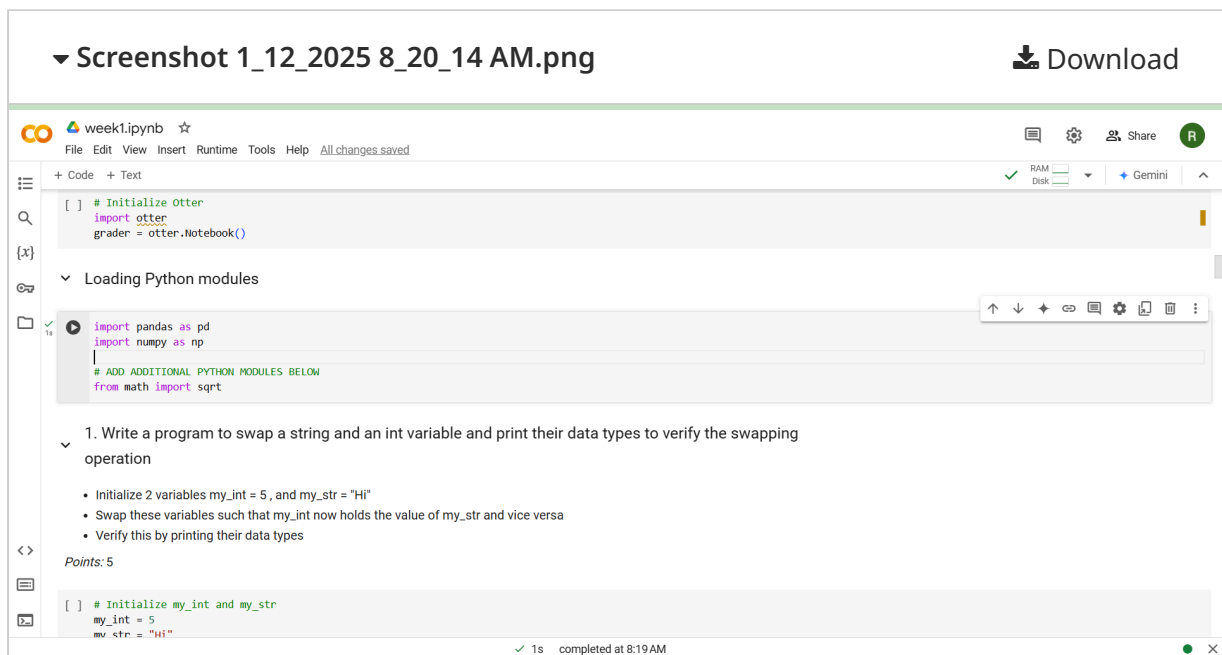 Screenshot 1_12_2025 8_20_14 AM.png
Download
week1.ipynb
File Edit View Insert Runtime Tools Help All changes saved
Share
R
+ Code + Text
RAM
Disk
Gemini
[ ] # Initialize Otter
import otter
grader = otter.Notebook()
{x}
Loading Python modules
1s
import pandas as pd
import numpy as np
# ADD ADDITIONAL PYTHON MODULES BELOW
from math import sqrt
1. Write a program to swap a string and an int variable and print their data types to verify the swapping
operation
• Initialize 2 variables my_int = 5 , and my_str = "Hi"
• Swap these variables such that my_int now holds the value of my_str and vice versa
• Verify this by printing their data types
Points: 5
[ ] # Initialize my_int and my_str
my_int = 5
my_str = "Hi"
1s completed at 8:19 AM